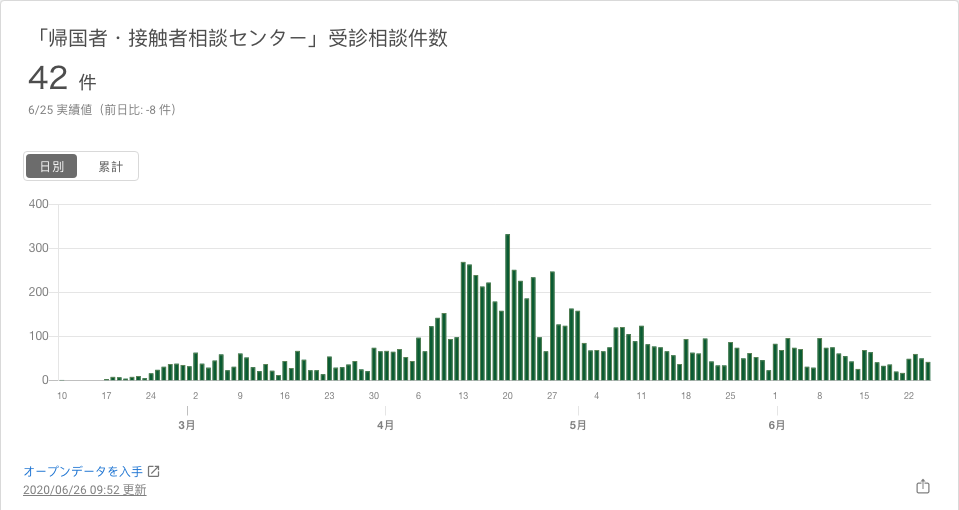 「帰国者・接触者相談センター」受診相談件数
42 件
6/25 実績値（前日比: -8 件）
日別 累計
400
300
200
100
0
10 17 24 2 9 16 23 30 6 13 20 27 4 11 18 25 1 8 15 22
3月 4月 5月 6月
オープンデータを入手
2020/06/26 09:52 更新